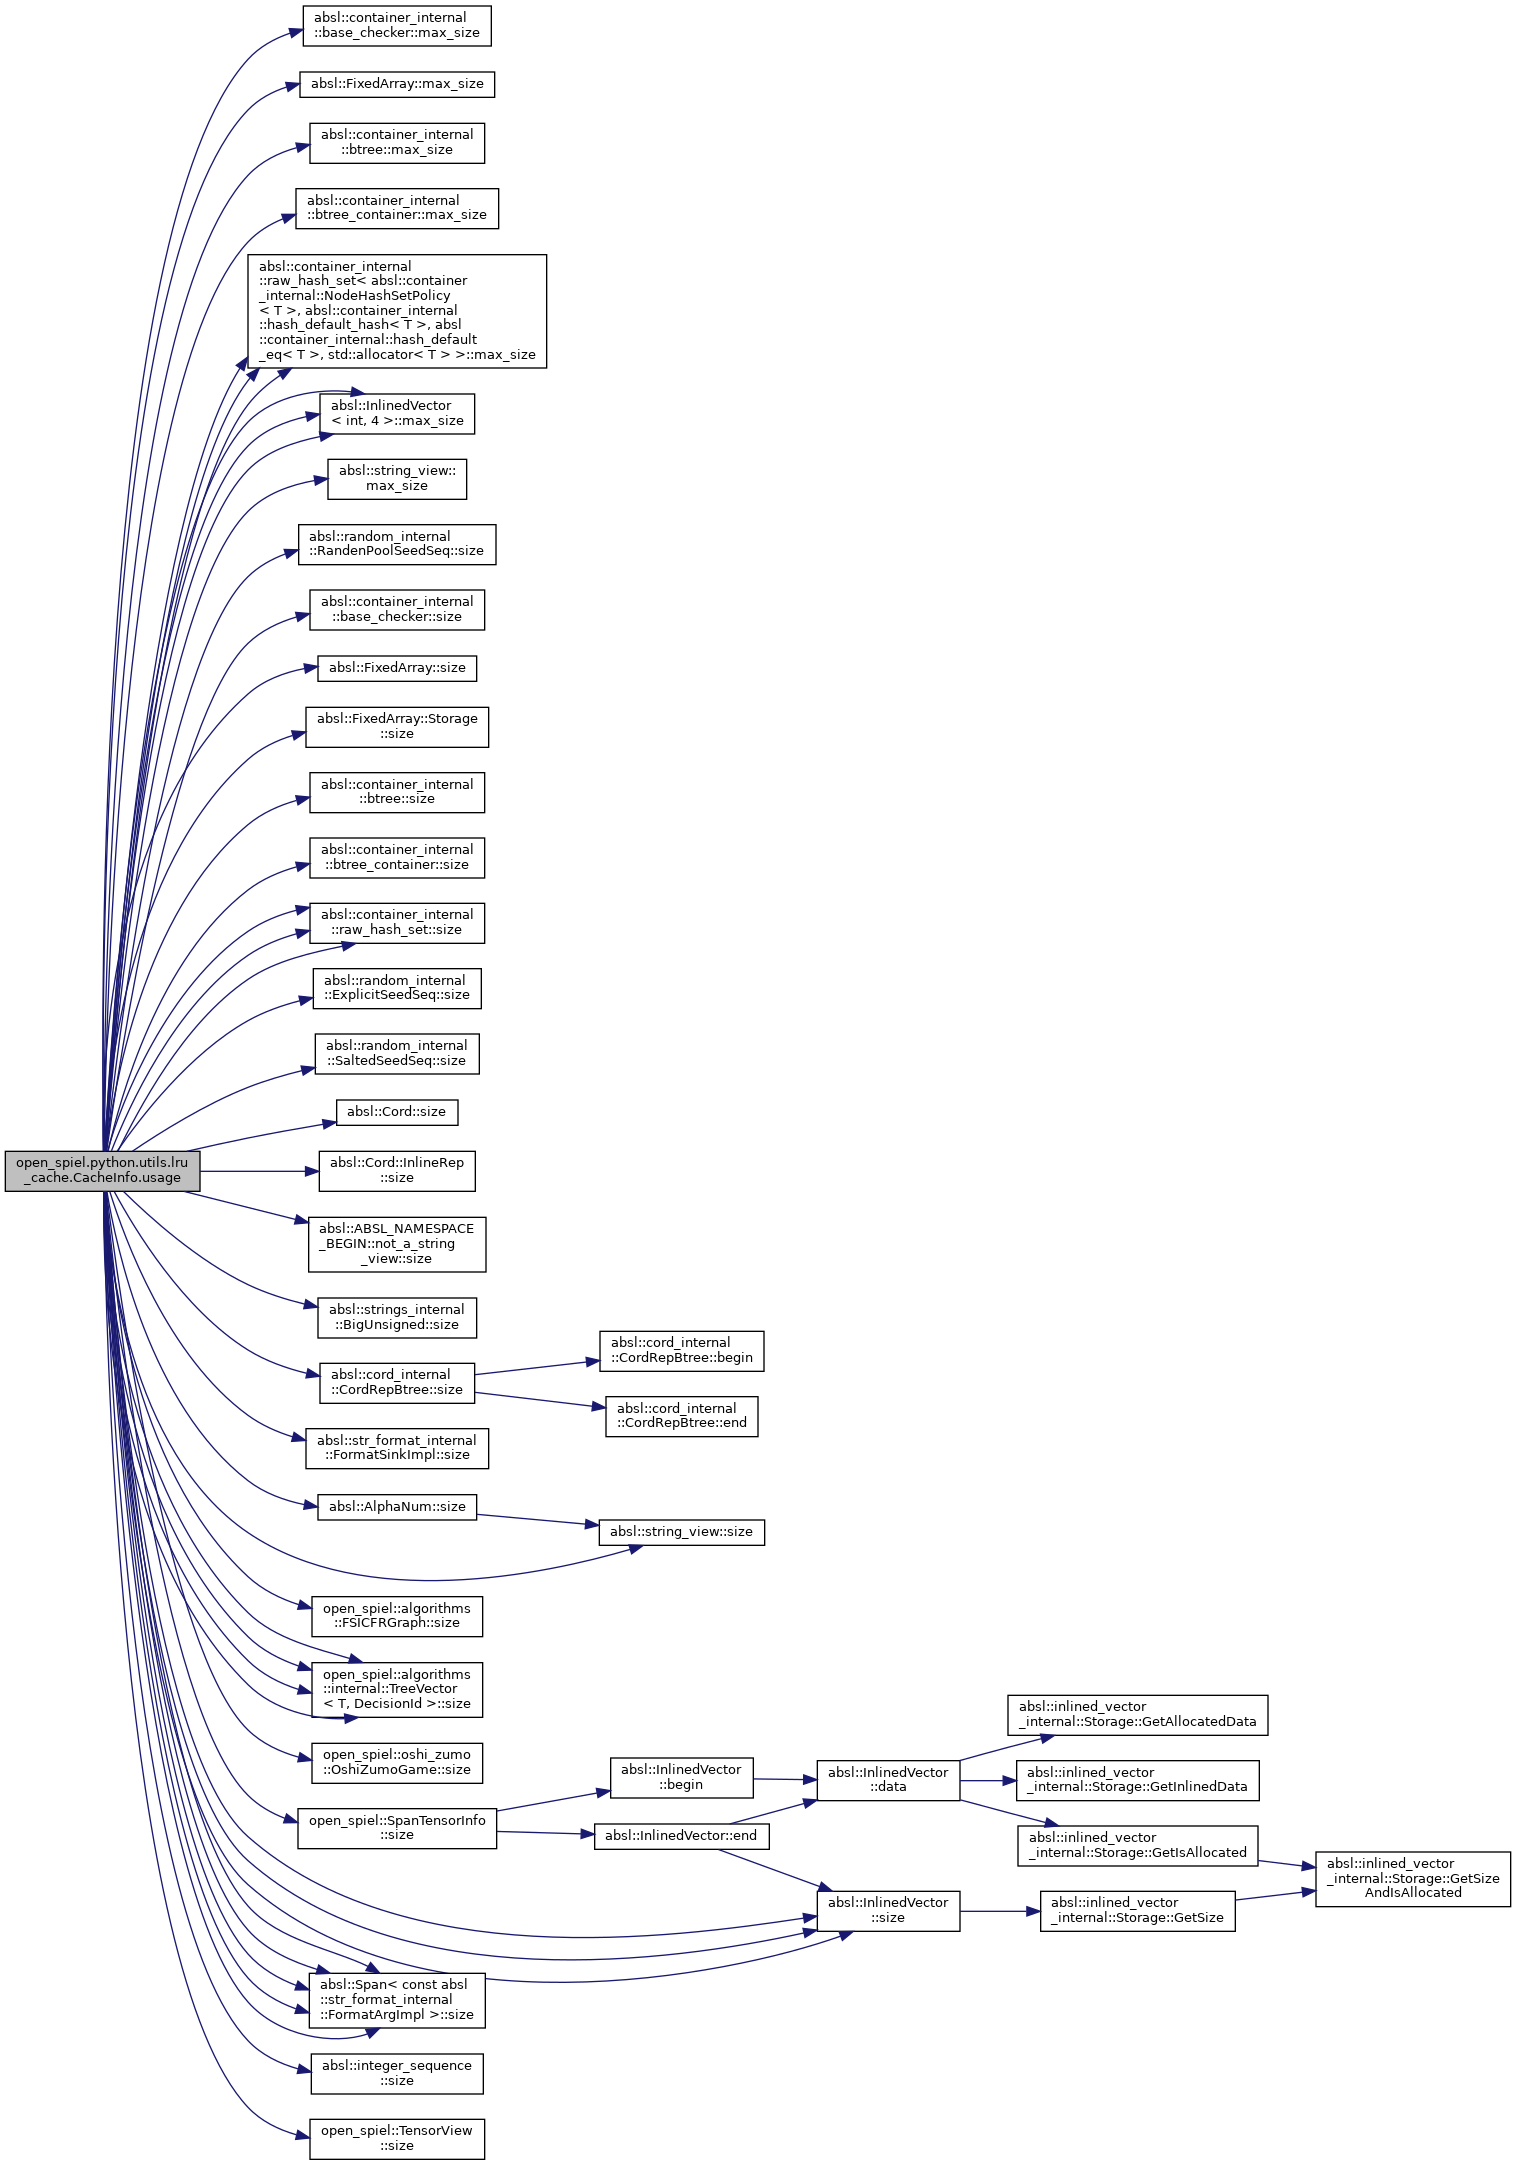 absl::container_internal
::base_checker::max_size
absl::FixedArray::max_size
absl::container_internal
::btree::max_size
absl::container_internal
::btree_container::max_size
absl::container_internal
::raw_hash_set< absl::container
_internal::NodeHashSetPolicy
< T >, absl::container_internal
::hash_default_hash< T >, absl
::container_internal::hash_default
_eq< T >, std::allocator< T > >::max_size
absl::InlinedVector
< int, 4 >::max_size
absl::string_view::
max_size
absl::random_internal
::RandenPoolSeedSeq::size
absl::container_internal
::base_checker::size
absl::FixedArray::size
absl::FixedArray::Storage
::size
absl::container_internal
::btree::size
absl::container_internal
::btree_container::size
absl::container_internal
::raw_hash_set::size
absl::random_internal
::ExplicitSeedSeq::size
absl::random_internal
::SaltedSeedSeq::size
absl::Cord::size
open_spiel.python.utils.lru
_cache.CacheInfo.usage
absl::Cord::InlineRep
::size
absl::ABSL_NAMESPACE
_BEGIN::not_a_string
_view::size
absl::strings_internal
::BigUnsigned::size
absl::cord_internal
::CordRepBtree::size
absl::cord_internal
::CordRepBtree::begin
absl::cord_internal
::CordRepBtree::end
absl::str_format_internal
::FormatSinkImpl::size
absl::AlphaNum::size
absl::string_view::size
open_spiel::algorithms
::FSICFRGraph::size
open_spiel::algorithms
::internal::TreeVector
< T, DecisionId >::size
open_spiel::oshi_zumo
::OshiZumoGame::size
open_spiel::SpanTensorInfo
::size
absl::InlinedVector
::begin
absl::InlinedVector::end
absl::InlinedVector
::data
absl::InlinedVector
::size
absl::inlined_vector
_internal::Storage::GetAllocatedData
absl::inlined_vector
_internal::Storage::GetInlinedData
absl::inlined_vector
_internal::Storage::GetIsAllocated
absl::inlined_vector
_internal::Storage::GetSize
absl::inlined_vector
_internal::Storage::GetSize
AndIsAllocated
absl::Span< const absl
::str_format_internal
::FormatArgImpl >::size
absl::integer_sequence
::size
open_spiel::TensorView
::size